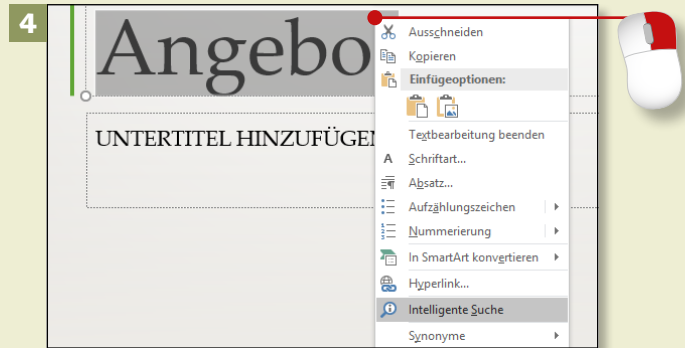 4
Angebo
UNTERTITEL HINZUFÜGEN
Ausschneiden
Kopieren
Einfügeoptionen:
Textbearbeitung beenden
A Schriftart...
Absatz...
Aufzählungszeichen
Nummerierung
In SmartArt konvertieren
Hyperlink...
Intelligente Suche
Synonyme